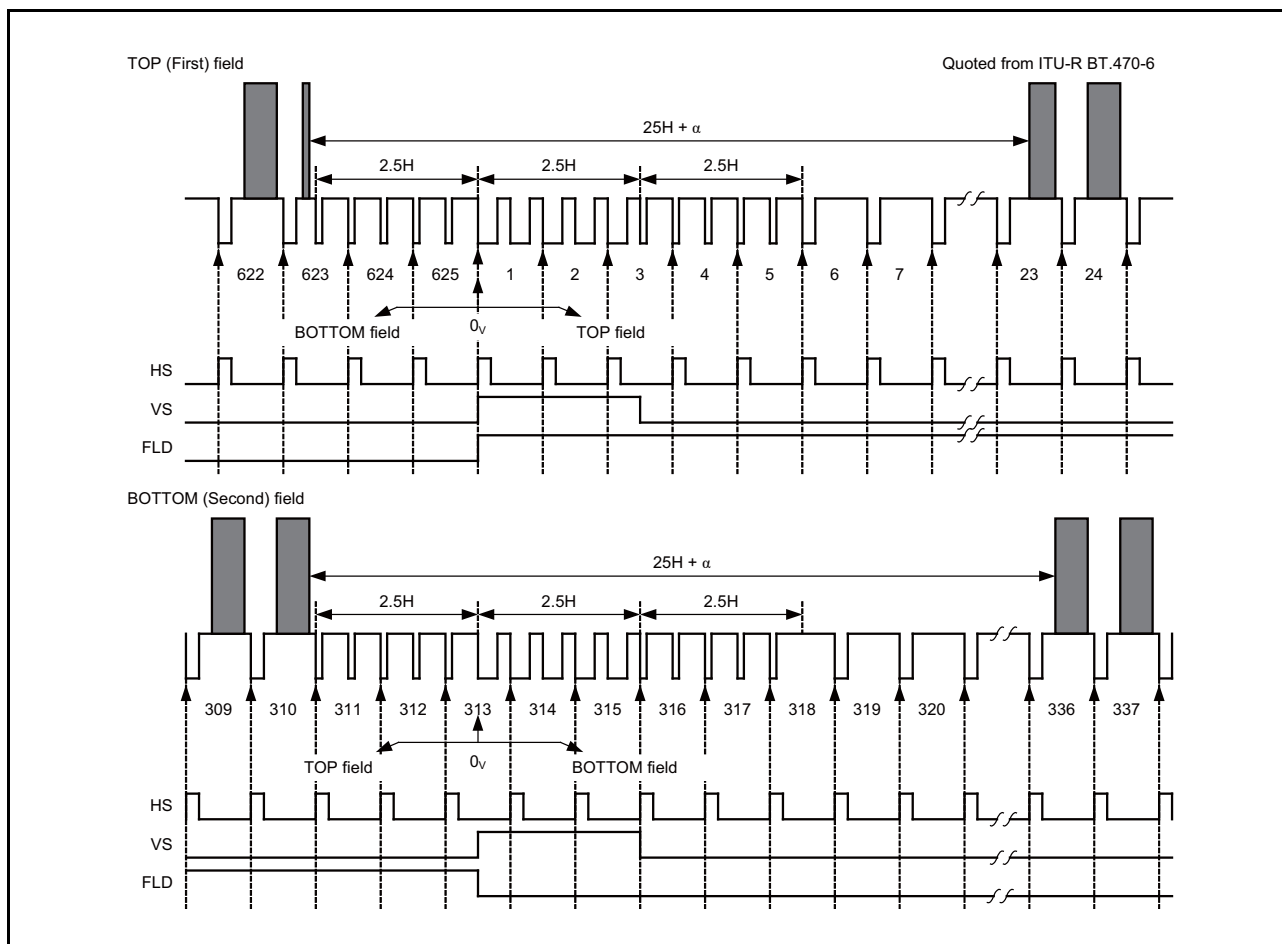 TOP (First) field Quoted from ITU-R BT.470-6
25H + α
2.5H 2.5H 2.5H
622 623 624 625 1 2 3 4 5 6 7 23 24
BOTTOM field 0V TOP field
HS
VS
FLD
BOTTOM (Second) field
25H + α
2.5H 2.5H 2.5H
309 310 311 312 313 314 315 316 317 318 319 320 336 337
TOP field 0V BOTTOM field
HS
VS
FLD